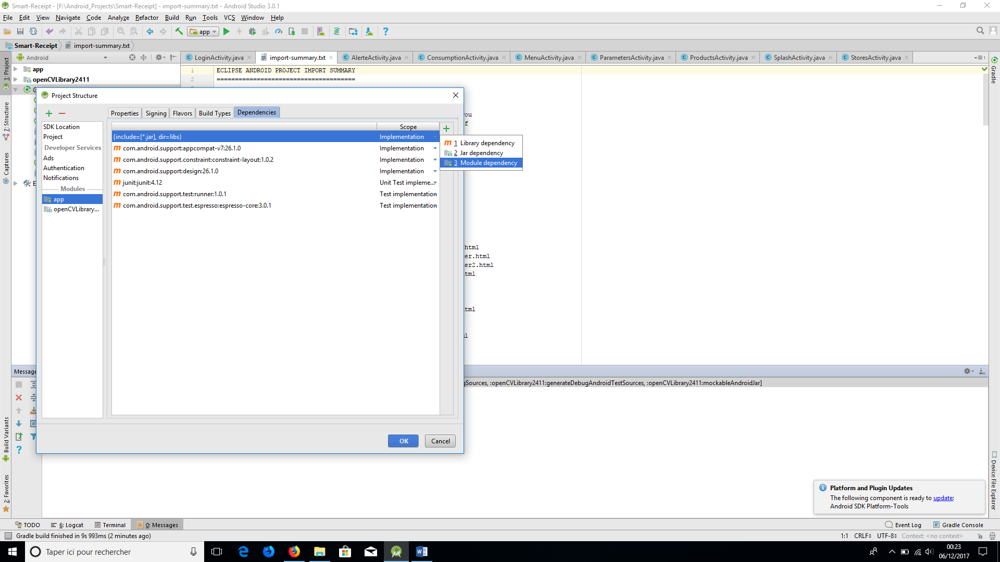 Smart-Receipt - [F:\Android_Projects\Smart-Receipt] - import-summary.txt - Android Studio 3.0.1
File Edit View Navigate Code Analyze Refactor Build Run Tools VCS Window Help
app
Smart-Receipt import-summary.txt
Android
LoginActivity.java import-summary.txt AlerteActivity.java ConsumptionActivity.java MenuActivity.java ParametersActivity.java ProductsActivity.java SplashActivity.java StoresActivity.java
1: Project
7: Structure
Captures
Build Variants
2: Favorites
app
openCVLibrary2411
G
E
1 ECLIPSE ANDROID PROJECT IMPORT SUMMARY
2 ======================================
Gradle
Device File Explorer
Project Structure
SDK Location
Project
Developer Services
Ads
Authentication
Notifications
Modules
app
openCVLibrary...
Properties Signing Flavors Build Types Dependencies
Scope
{include=[*.jar], dir=libs} Implementation
com.android.support:appcompat-v7:26.1.0 Implementation
com.android.support.constraint:constraint-layout:1.0.2 Implementation
com.android.support:design:26.1.0 Implementation
junit:junit:4.12 Unit Test impleme...
com.android.support.test:runner:1.0.1 Test implementation
com.android.support.test.espresso:espresso-core:3.0.1 Test implementation
1 Library dependency
2 Jar dependency
3 Module dependency
OK Cancel
you
f
.html
er.html
er2.html
tml
tml
l
Message
gSources, :openCVLibrary2411:generateDebugAndroidTestSources, :openCVLibrary2411:mockableAndroidJar]
Platform and Plugin Updates
The following component is ready to update:
Android SDK Platform-Tools
TODO 6: Logcat Terminal 0: Messages Event Log Gradle Console
Gradle build finished in 9s 993ms (2 minutes ago) 1:1 CRLF UTF-8 Context: <no context>
Taper ici pour rechercher
00:23
06/12/2017